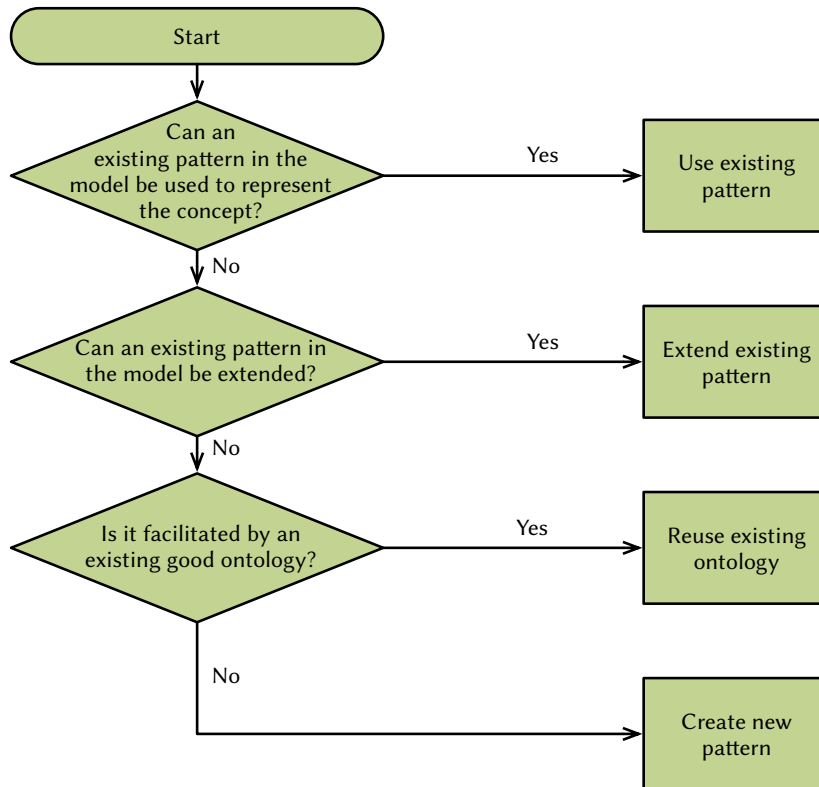 Start
Can an
existing pattern in the
model be used to represent
the concept?
Yes
Use existing
pattern
No
Can an existing pattern in
the model be extended?
Yes
Extend existing
pattern
No
Is it facilitated by an
existing good ontology?
Yes
Reuse existing
ontology
No
Create new
pattern